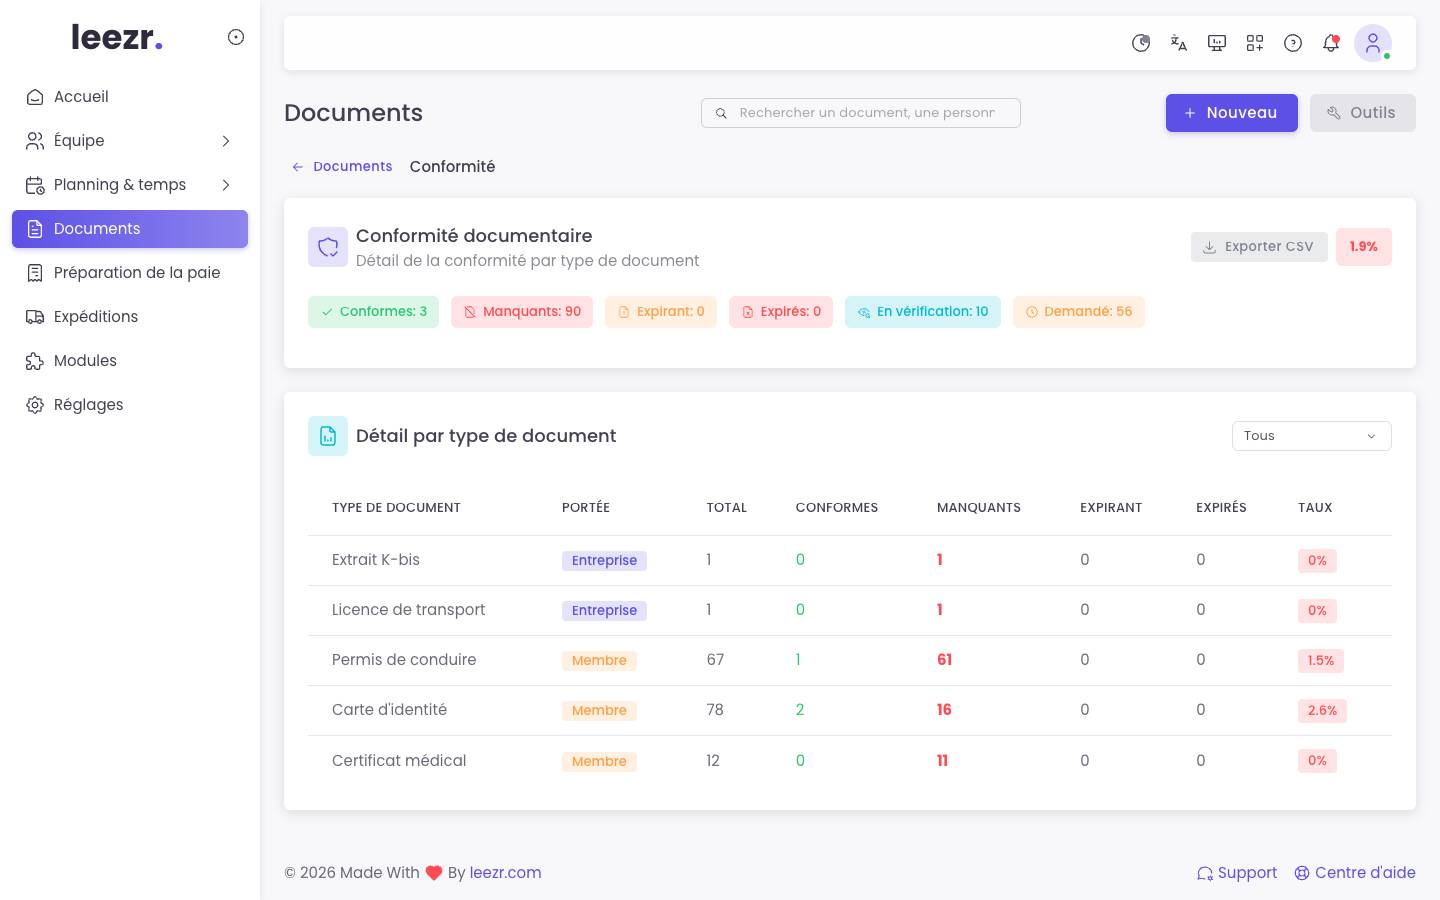 leezr.
Accueil
Équipe
Planning & temps
Documents
Préparation de la paie
Expéditions
Modules
Réglages
Documents
Rechercher un document, une personn
Nouveau
Outils
Documents
Conformité
Conformité documentaire
Détail de la conformité par type de document
Exporter CSV
1.9%
Conformes: 3
Manquants: 90
Expirant: 0
Expirés: 0
En vérification: 10
Demandé: 56
Détail par type de document
Tous
TYPE DE DOCUMENT PORTÉE TOTAL CONFORMES MANQUANTS EXPIRANT EXPIRÉS TAUX
Extrait K-bis Entreprise 1 0 1 0 0 0%
Licence de transport Entreprise 1 0 1 0 0 0%
Permis de conduire Membre 67 1 61 0 0 1.5%
Carte d'identité Membre 78 2 16 0 0 2.6%
Certificat médical Membre 12 0 11 0 0 0%
© 2026 Made With By leezr.com
Support
Centre d'aide